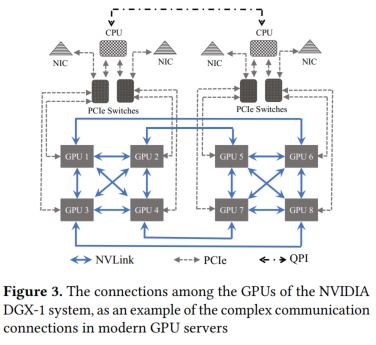 CPU
CPU
NIC
NIC
NIC
NIC
PCIe Switches
PCIe Switches
GPU 1
GPU 2
GPU 5
GPU 6
GPU 3
GPU 4
GPU 7
GPU 8
NVLink
PCIe
QPI
Figure 3. The connections among the GPUs of the NVIDIA
DGX-1 system, as an example of the complex communication
connections in modern GPU servers